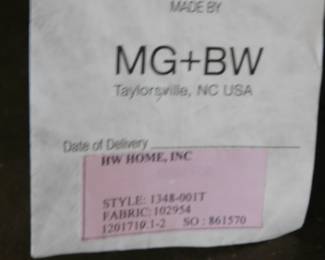 MADE BY
MG+BW
Taylorsville, NC USA
Date of Delivery
HW HOME, INC
STYLE: 1348-001T
FABRIC: 102954
1201719.1-2 SO : 861570